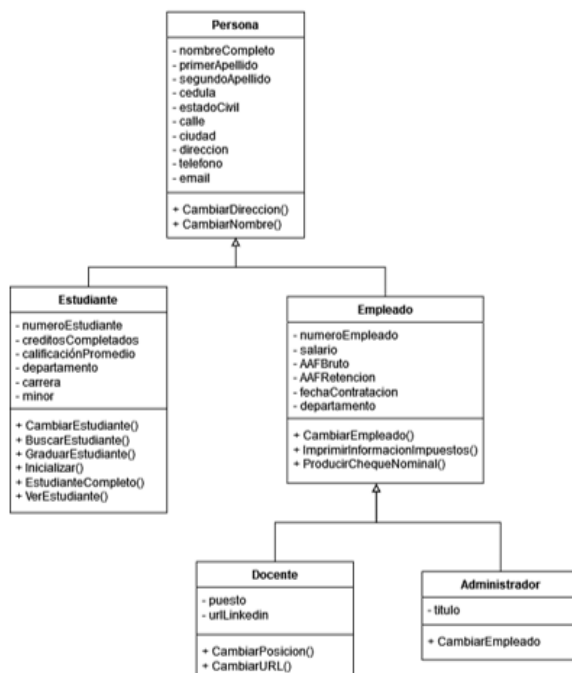 Persona
- nombreCompleto
- primerApellido
- segundoApellido
- cedula
- estadoCivil
- calle
- ciudad
- direccion
- telefono
- email
+ CambiarDireccion()
+ CambiarNombre()
Estudiante
- numeroEstudiante
- creditosCompletados
- calificaciónPromedio
- departamento
- carrera
- minor
+ CambiarEstudiante()
+ BuscarEstudiante()
+ GraduarEstudiante()
+ Inicializar()
+ EstudianteCompleto()
+ VerEstudiante()
Empleado
- numeroEmpleado
- salario
- AAFBruto
- AAFRetencion
- fechaContratacion
- departamento
+ CambiarEmpleado()
+ ImprimirInformacionImpuestos()
+ ProducirChequeNominal()
Docente
- puesto
- urlLinkedin
+ CambiarPosicion()
+ CambiarURL()
Administrador
- titulo
+ CambiarEmpleado